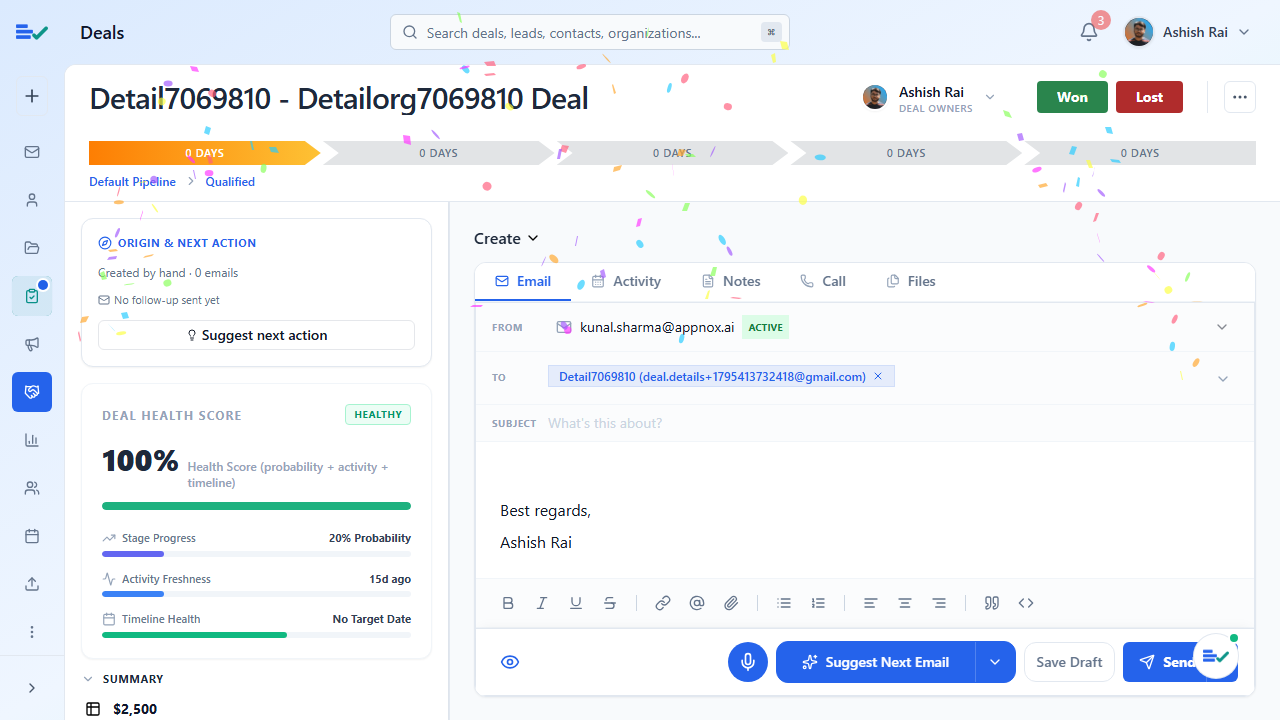 Deals
Search deals, leads, contacts, organizations...
⌘
3
Ashish Rai
Detail7069810 - Detailorg7069810 Deal
Ashish Rai
DEAL OWNERS
Won
Lost
0 DAYS
0 DAYS
0 DAYS
0 DAYS
0 DAYS
Default Pipeline
Qualified
ORIGIN & NEXT ACTION
Created by hand · 0 emails
No follow-up sent yet
Suggest next action
DEAL HEALTH SCORE
HEALTHY
100%
Health Score (probability + activity +
timeline)
Stage Progress
20% Probability
Activity Freshness
15d ago
Timeline Health
No Target Date
SUMMARY
$2,500
Create
Email
Activity
Notes
Call
Files
FROM
kunal.sharma@appnox.ai
ACTIVE
TO
Detail7069810 (deal.details+1795413732418@gmail.com)
SUBJECT
What's this about?
Best regards,
Ashish Rai
Suggest Next Email
Save Draft
Send